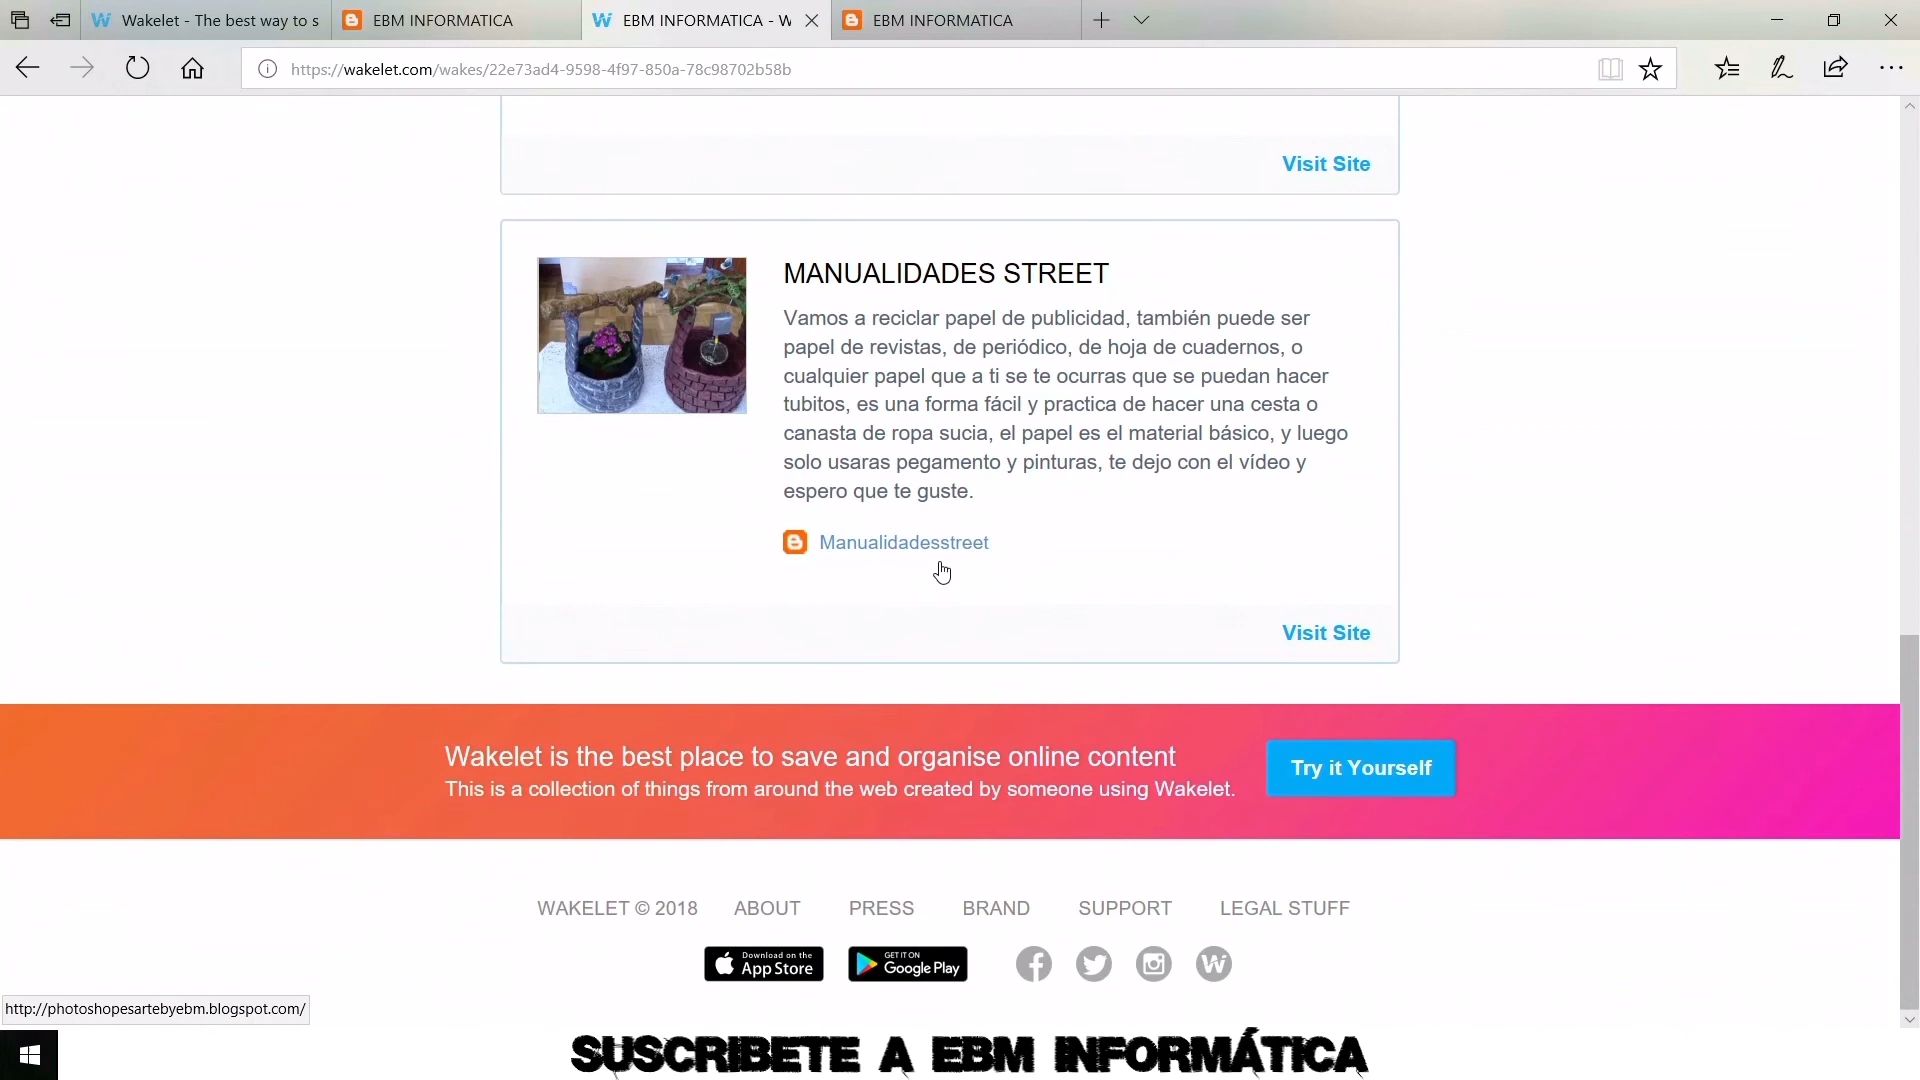 Wakelet - The best way to s
EBM INFORMATICA
EBM INFORMATICA - W
EBM INFORMATICA
https://wakelet.com/wakes/22e73ad4-9598-4f97-850a-78c98702b58b
Visit Site
MANUALIDADES STREET
Vamos a reciclar papel de publicidad, también puede ser
papel de revistas, de periódico, de hoja de cuadernos, o
cualquier papel que a ti se te ocurras que se puedan hacer
tubitos, es una forma fácil y practica de hacer una cesta o
canasta de ropa sucia, el papel es el material básico, y luego
solo usaras pegamento y pinturas, te dejo con el vídeo y
espero que te guste.
Manualidadesstreet
Visit Site
Wakelet is the best place to save and organise online content
This is a collection of things from around the web created by someone using Wakelet.
Try it Yourself
WAKELET © 2018 ABOUT PRESS BRAND SUPPORT LEGAL STUFF
Download on the
App Store
GET IT ON
Google Play
http://photoshopesartebyebm.blogspot.com/
SUSCRIBETE A EBM INFORMÁTICA